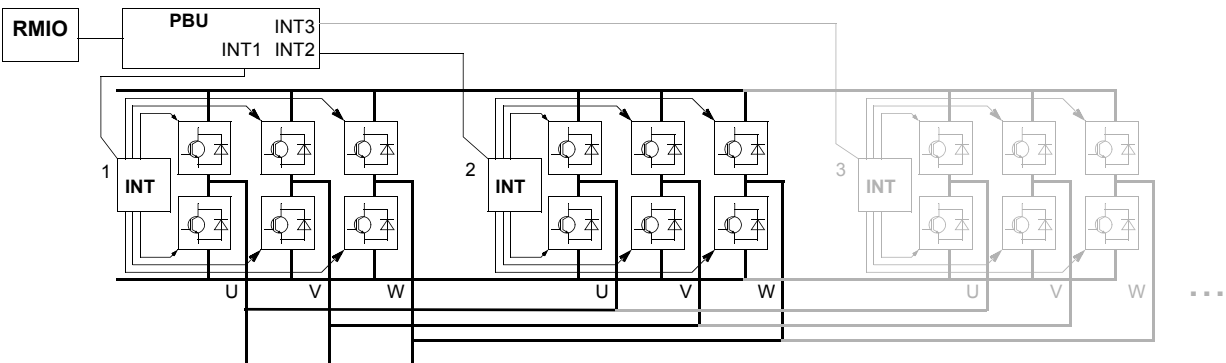 RMIO
PBU
INT3
INT1 INT2
1
INT
2
INT
3
INT
U V W
U V W
U V W
...